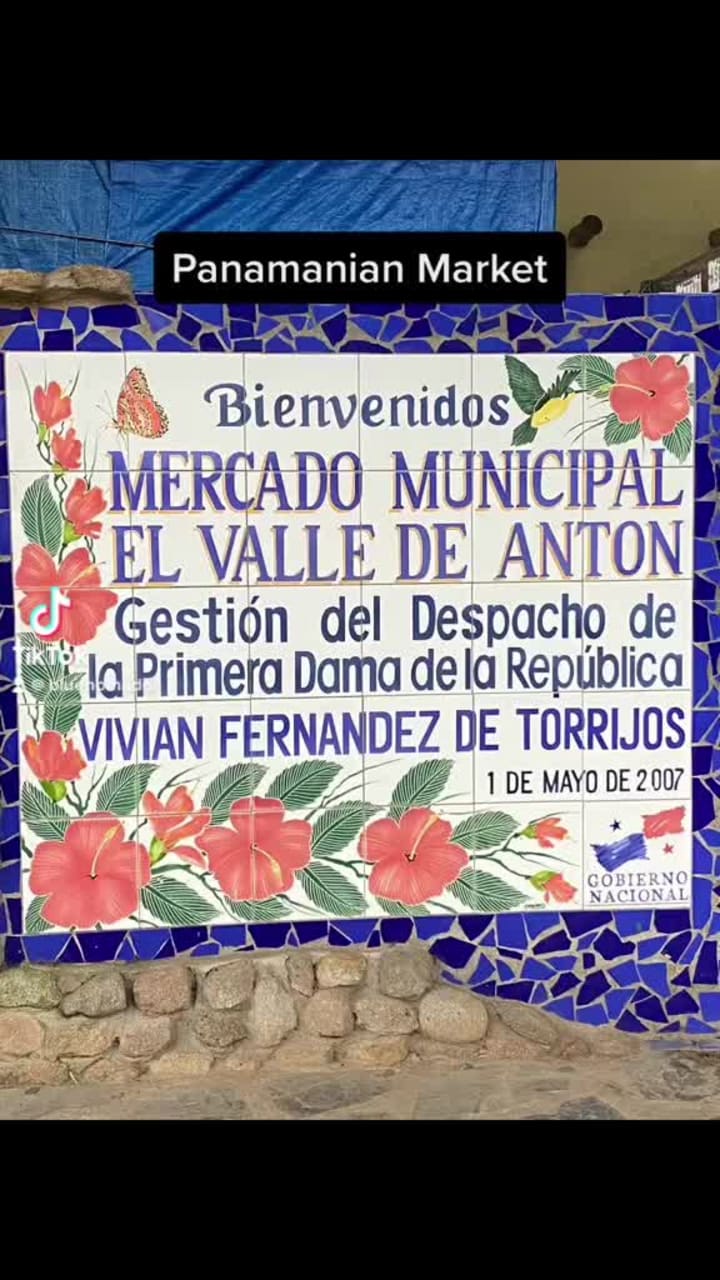 Panamanian Market
Bienvenidos
MERCADO MUNICIPAL
EL VALLE DE ANTON
Gestión del Despacho de
la Primera Dama de la República
VIVIAN FERNANDEZ DE TORRIJOS
1 DE MAYO DE 2007
GOBIERNO
NACIONAL
TikTok